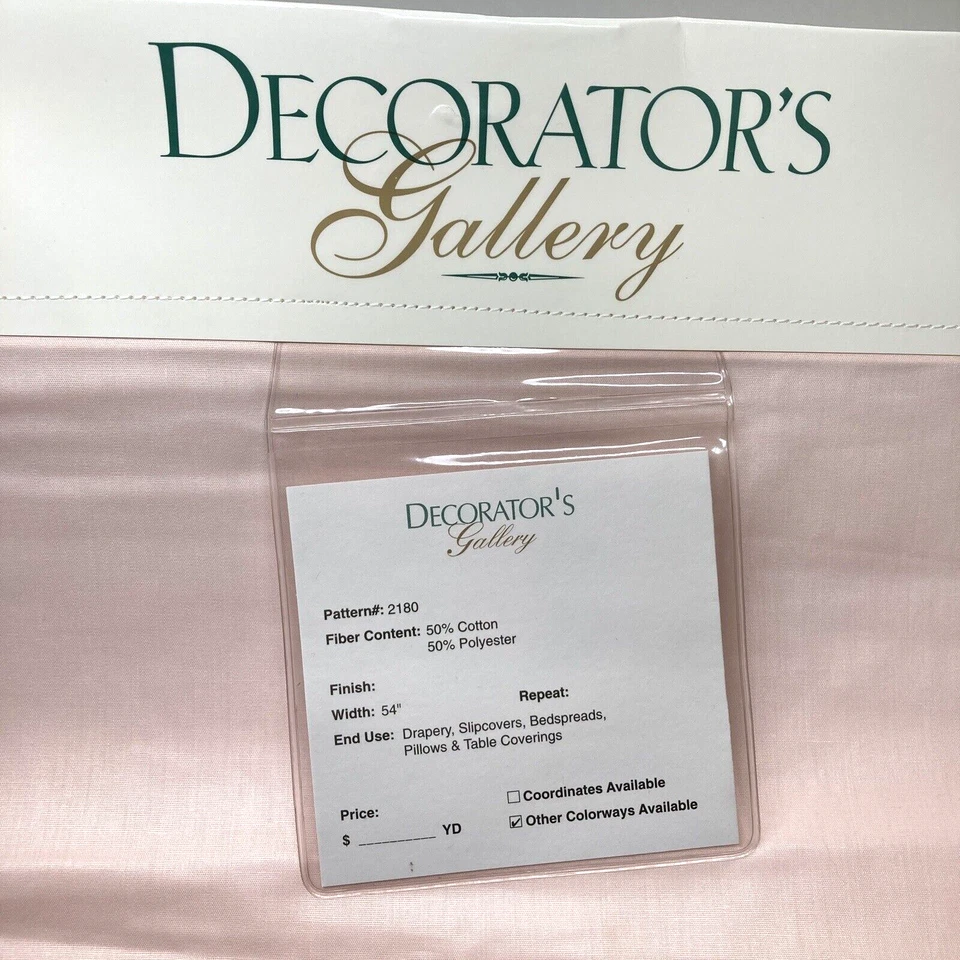 DECORATOR'S
Gallery
DECORATOR'S
Gallery
Pattern#: 2180
Fiber Content: 50% Cotton
50% Polyester
Finish:
Repeat:
Width: 54"
End Use: Drapery, Slipcovers, Bedspreads,
Pillows & Table Coverings
Coordinates Available
Price:
☑ Other Colorways Available
$ __________ YD